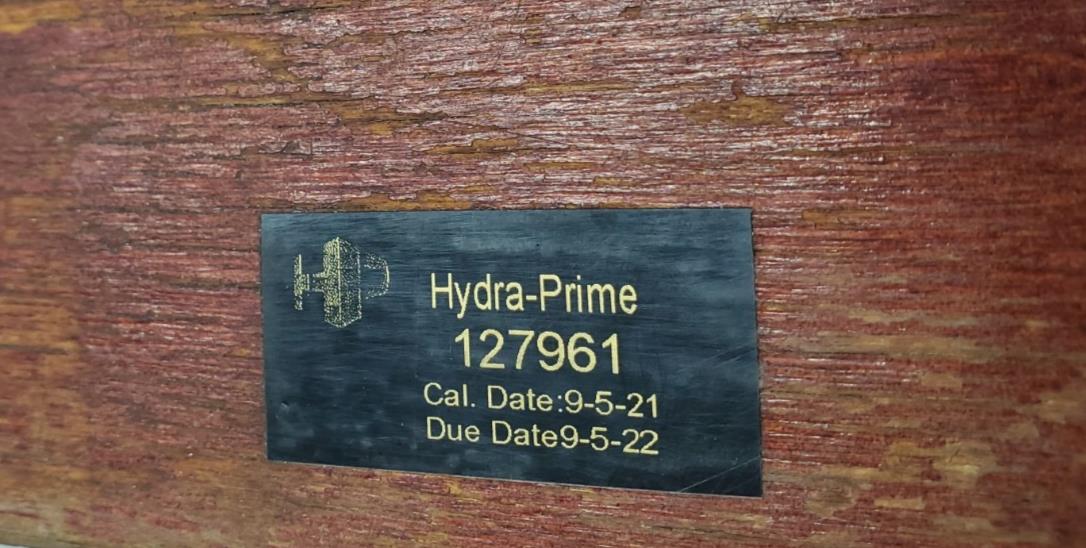 Hydra-Prime
127961
Cal. Date:9-5-21
Due Date9-5-22